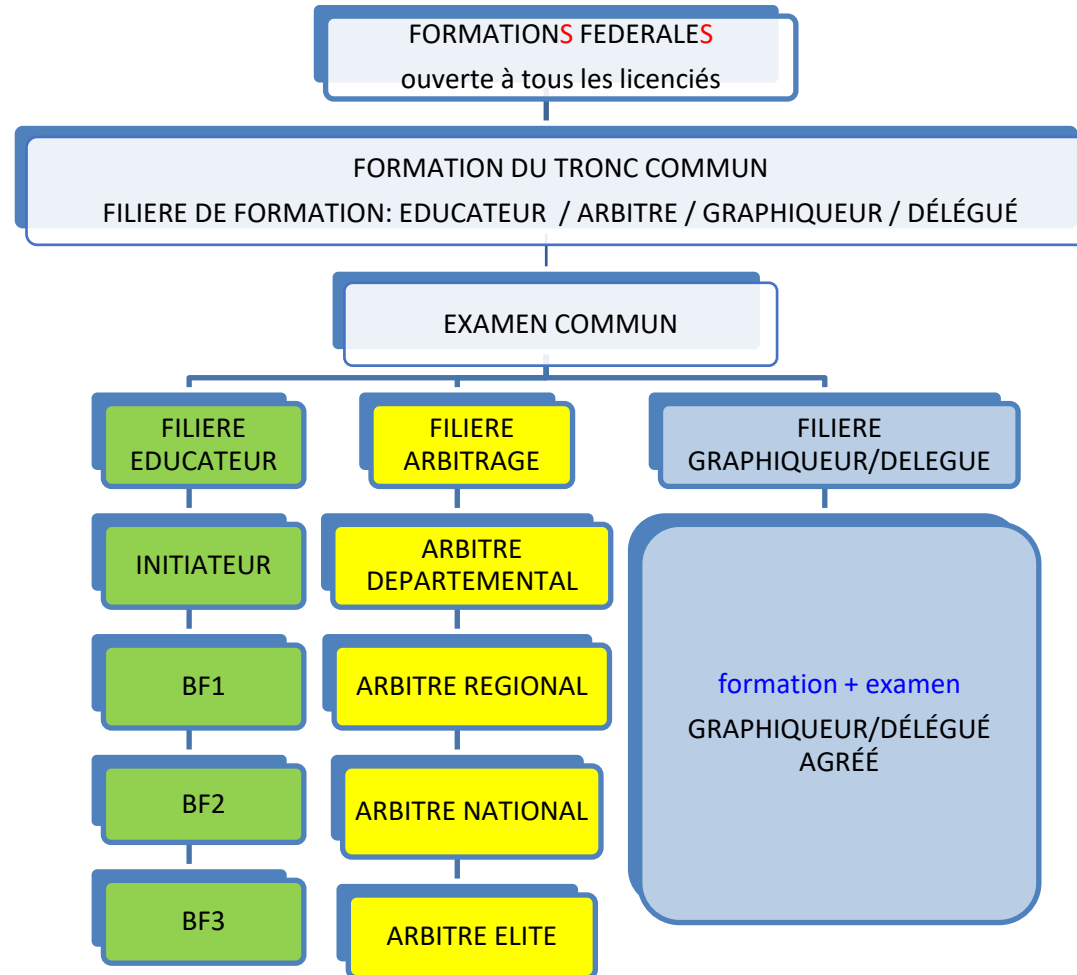 FORMATIONS FEDERALES
ouverte à tous les licenciés
FORMATION DU TRONC COMMUN
FILIERE DE FORMATION: EDUCATEUR / ARBITRE / GRAPHIQUEUR / DÉLÉGUÉ
EXAMEN COMMUN
FILIERE
EDUCATEUR
INITIATEUR
BF1
BF2
BF3
FILIERE
ARBITRAGE
ARBITRE
DEPARTEMENTAL
ARBITRE REGIONAL
ARBITRE NATIONAL
ARBITRE ELITE
FILIERE
GRAPHIQUEUR/DELEGUE
formation + examen
GRAPHIQUEUR/DÉLÉGUÉ
AGRÉÉ